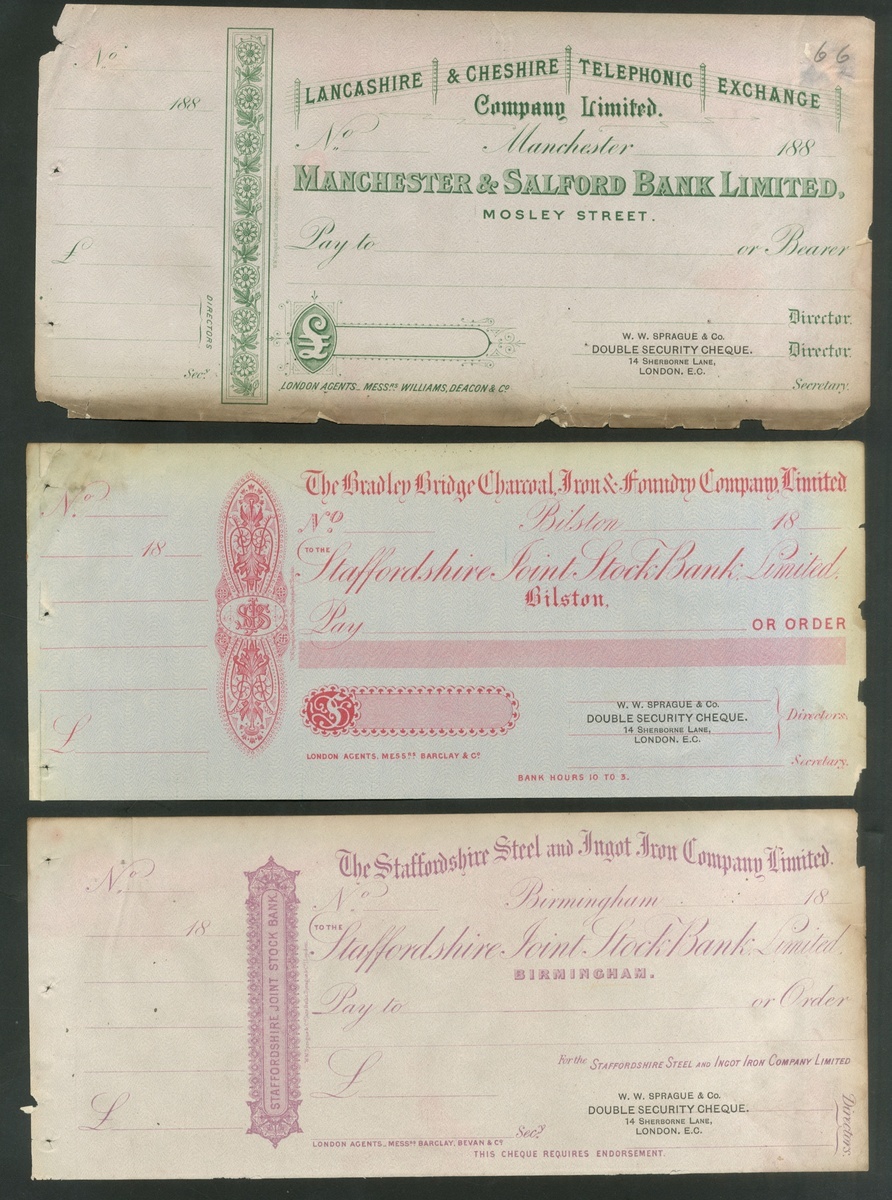 66
No
188
LANCASHIRE & CHESHIRE TELEPHONIC EXCHANGE
Company Limited.
No Manchester 188
MANCHESTER & SALFORD BANK LIMITED,
MOSLEY STREET.
Pay to or Bearer
£
DIRECTORS
Secy.
£
Director.
W. W. SPRAGUE & Co.
DOUBLE SECURITY CHEQUE. Director.
14 SHERBORNE LANE,
LONDON. E.C.
Secretary.
LONDON AGENTS_ MESSRS WILLIAMS, DEACON & Co
The Bradley Bridge Charcoal, Iron & Foundry Company, Limited
No
18
No Bilston 18
TO THE
Staffordshire Joint Stock Bank, Limited.
Bilston,
Pay OR ORDER
SJSB
£
£
W. W. SPRAGUE & Co.
DOUBLE SECURITY CHEQUE. Directors.
14 SHERBORNE LANE,
LONDON. E.C.
LONDON AGENTS, MESSRS BARCLAY & Co
Secretary.
BANK HOURS 10 TO 3.
The Staffordshire Steel and Ingot Iron Company Limited.
No
18
No Birmingham 18
TO THE
Staffordshire Joint Stock Bank, Limited.
BIRMINGHAM.
STAFFORDSHIRE JOINT STOCK BANK
Pay to or Order
For the STAFFORDSHIRE STEEL AND INGOT IRON COMPANY LIMITED
£
£
W. W. SPRAGUE & Co.
DOUBLE SECURITY CHEQUE.
14 SHERBORNE LANE,
LONDON. E.C.
Directors.
Secy.
LONDON AGENTS_ MESSRS BARCLAY, BEVAN & Co
THIS CHEQUE REQUIRES ENDORSEMENT.